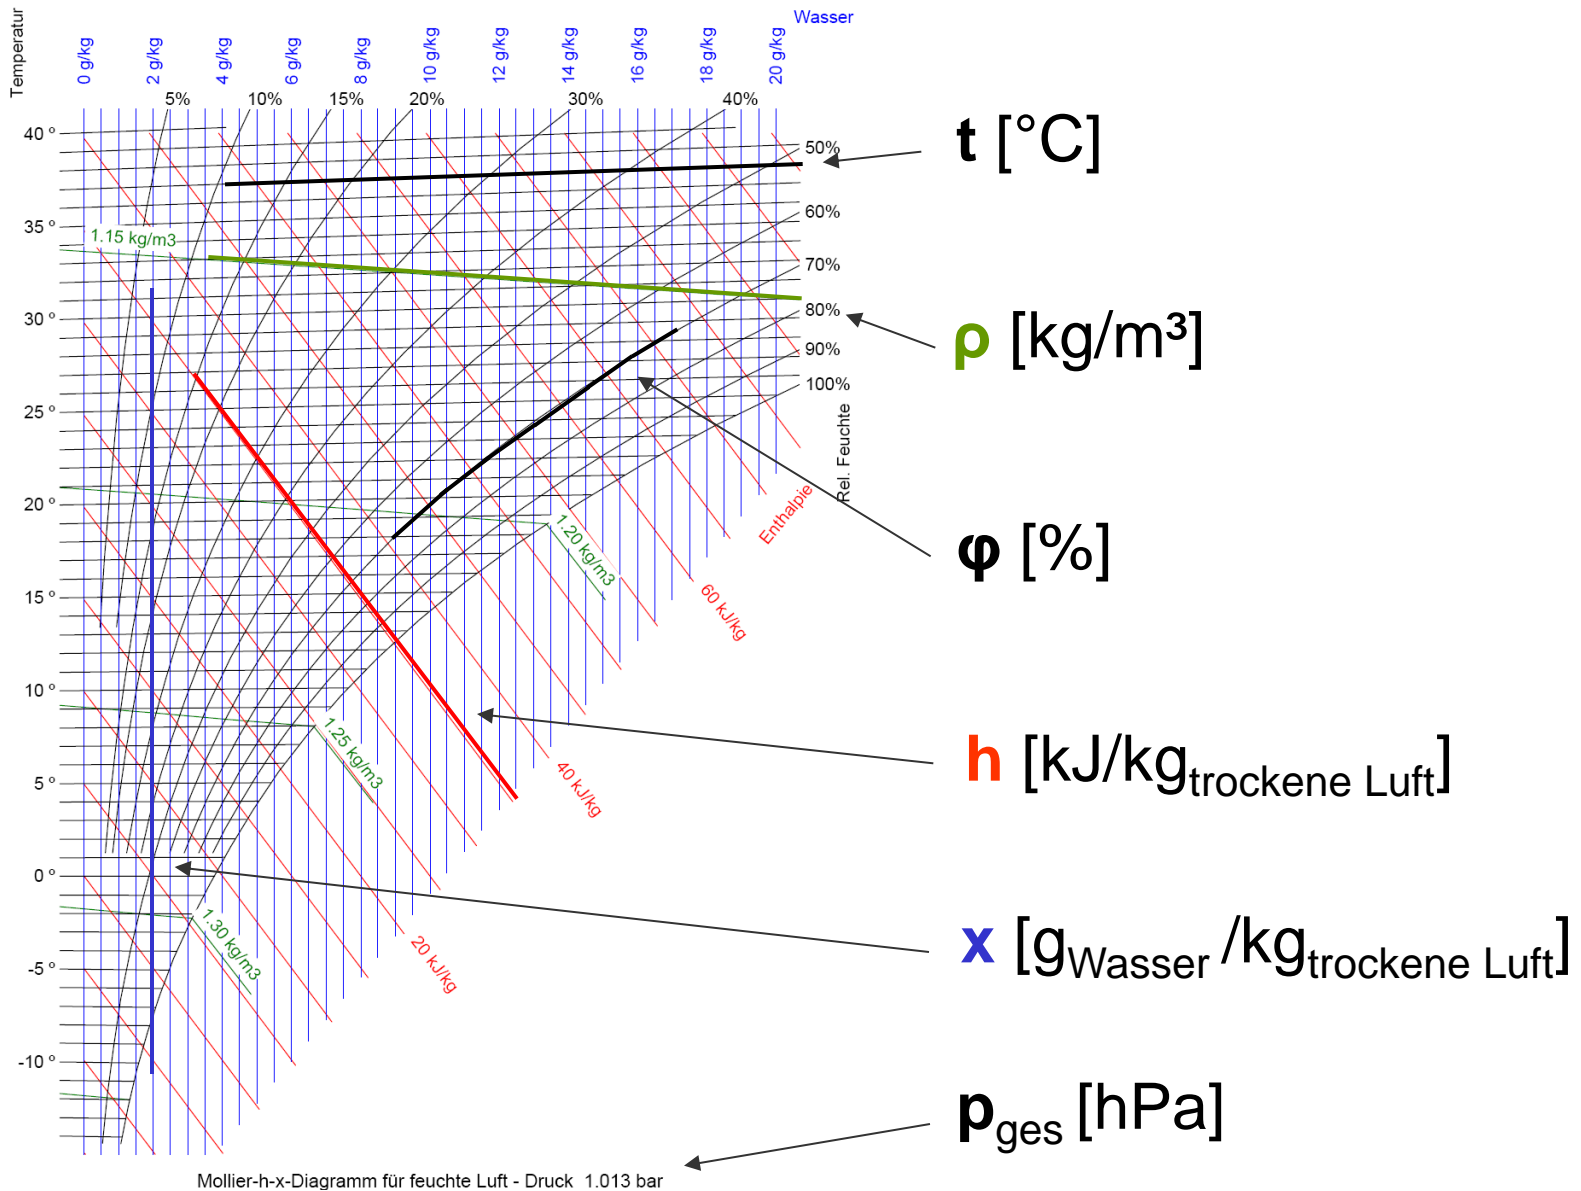 Wasser
Temperatur
0 g/kg
2 g/kg
4 g/kg
6 g/kg
8 g/kg
10 g/kg
12 g/kg
14 g/kg
16 g/kg
18 g/kg
20 g/kg
5%
10%
15%
20%
30%
40%
40 °
50%
t [°C]
60%
35 °
1.15 kg/m3
70%
30 °
80%
ρ [kg/m³]
90%
100%
25 °
Rel. Feuchte
20 °
Enthalpie
1.20 kg/m3
φ [%]
15 °
60 kJ/kg
10 °
1.25 kg/m3
h [kJ/kgtrockene Luft]
5 °
40 kJ/kg
0 °
1.30 kg/m3
20 kJ/kg
x [gWasser /kgtrockene Luft]
-5 °
-10 °
pges [hPa]
Mollier-h-x-Diagramm für feuchte Luft - Druck 1.013 bar